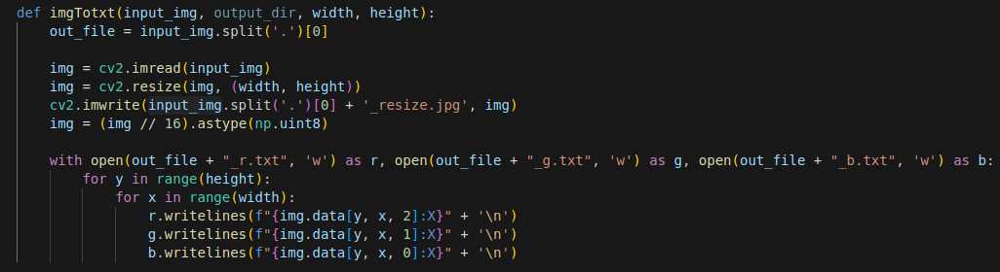 def imgTotxt(input_img, output_dir, width, height):
    out_file = input_img.split('.')[0]

    img = cv2.imread(input_img)
    img = cv2.resize(img, (width, height))
    cv2.imwrite(input_img.split('.')[0] + '_resize.jpg', img)
    img = (img // 16).astype(np.uint8)

    with open(out_file + "_r.txt", 'w') as r, open(out_file + "_g.txt", 'w') as g, open(out_file + "_b.txt", 'w') as b:
        for y in range(height):
            for x in range(width):
                r.writelines(f"{img.data[y, x, 2]:X}" + '\n')
                g.writelines(f"{img.data[y, x, 1]:X}" + '\n')
                b.writelines(f"{img.data[y, x, 0]:X}" + '\n')